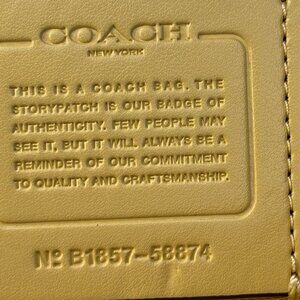 COACH
NEW YORK
THIS IS A COACH BAG. THE
STORYPATCH IS OUR BADGE OF
AUTHENTICITY. FEW PEOPLE MAY
SEE IT, BUT IT WILL ALWAYS BE A
REMINDER OF OUR COMMITMENT
TO QUALITY AND CRAFTSMANSHIP.
Nº B1857-58874